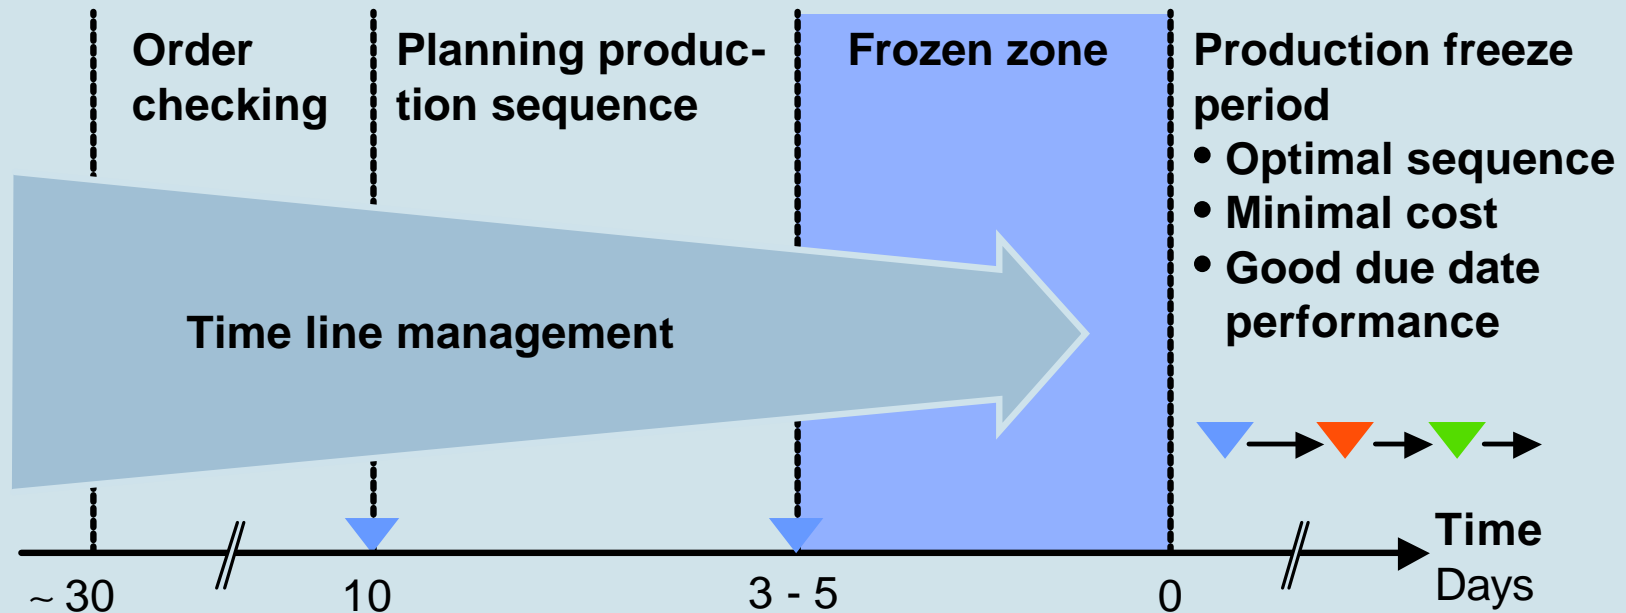 Order
checking
Planning produc-
tion sequence
Frozen zone
Production freeze
period
• Optimal sequence
• Minimal cost
• Good due date
performance
Time line management
Time
Days
~ 30
10
3 - 5
0